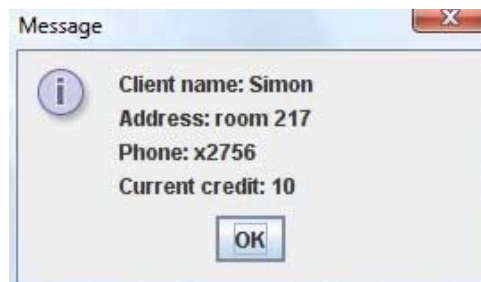 Message
Client name: Simon
Address: room 217
Phone: x2756
Current credit: 10
OK